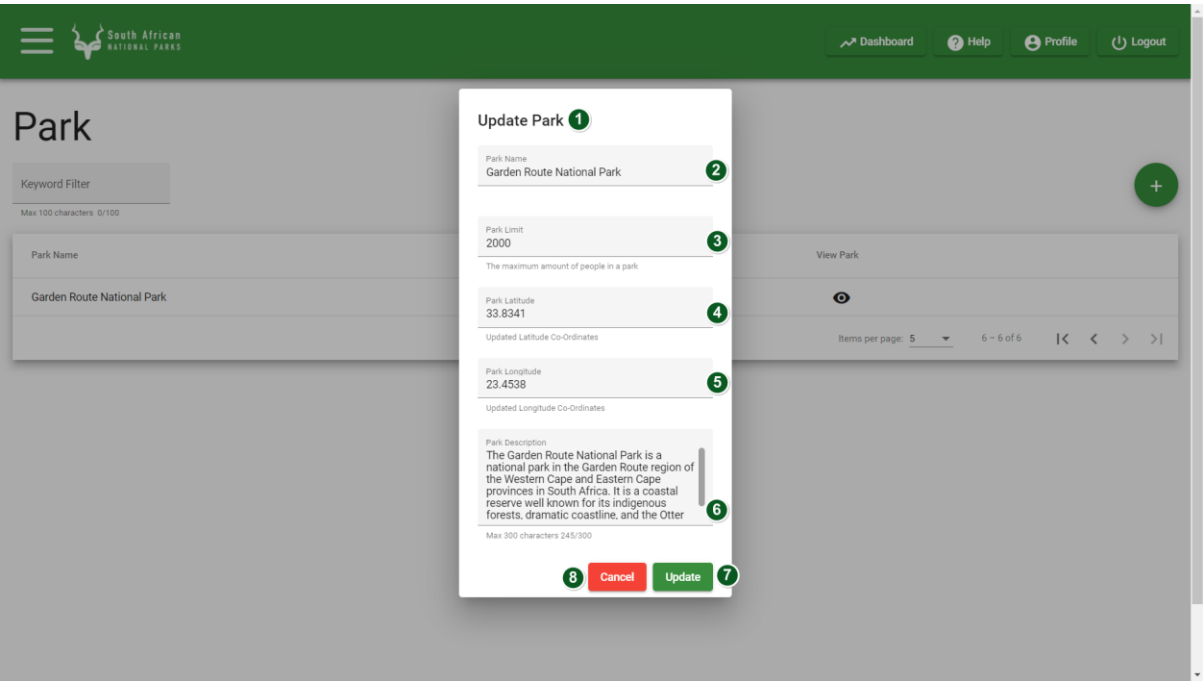 South African
NATIONAL PARKS
Dashboard
Help
Profile
Logout
Park
Keyword Filter
Max 100 characters 0/100
Park Name
View Park
Garden Route National Park
Items per page: 5
6 – 6 of 6
Update Park 1
Park Name
Garden Route National Park
2
Park Limit
2000
3
The maximum amount of people in a park
Park Latitude
33.8341
4
Updated Latitude Co-Ordinates
Park Longitude
23.4538
5
Updated Longitude Co-Ordinates
Park Description
The Garden Route National Park is a
national park in the Garden Route region of
the Western Cape and Eastern Cape
provinces in South Africa. It is a coastal
reserve well known for its indigenous
forests, dramatic coastline, and the Otter
6
Max 300 characters 245/300
8 Cancel Update 7